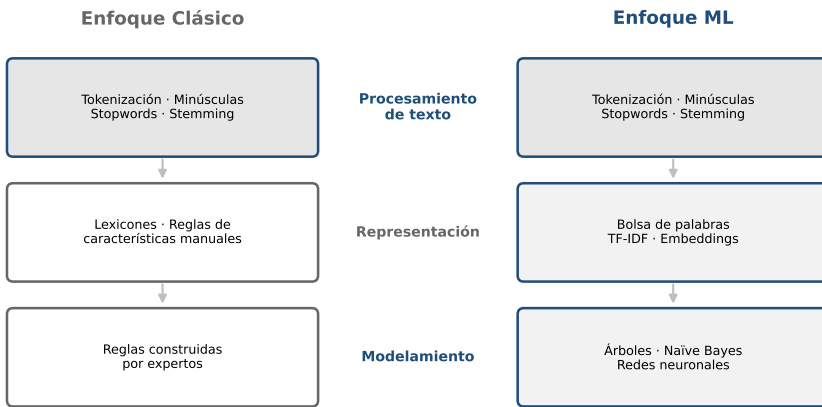 Enfoque Clásico
Enfoque ML
Tokenización · Minúsculas
Stopwords · Stemming
Procesamiento
de texto
Tokenización · Minúsculas
Stopwords · Stemming
Lexicones · Reglas de
características manuales
Representación
Bolsa de palabras
TF-IDF · Embeddings
Reglas construidas
por expertos
Modelamiento
Árboles · Naïve Bayes
Redes neuronales